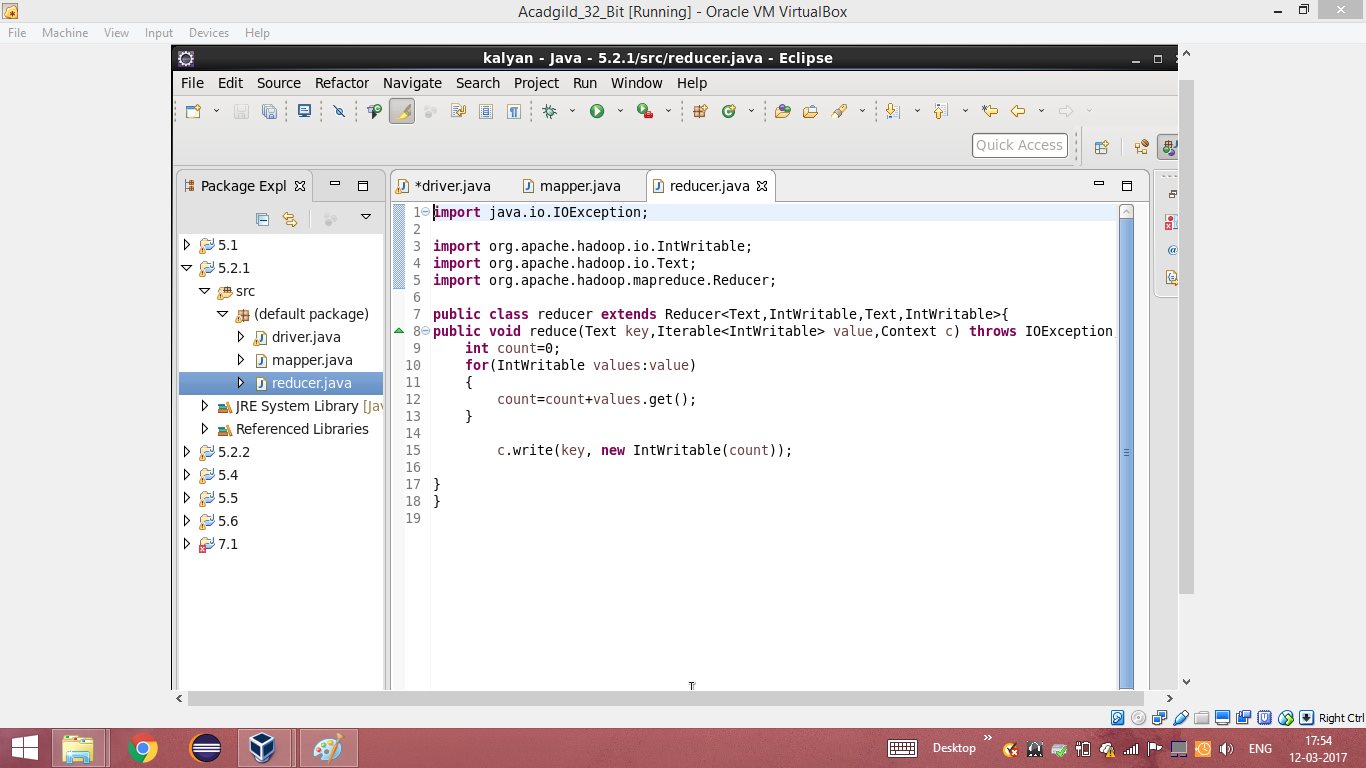 Acadgild_32_Bit [Running] - Oracle VM VirtualBox
File Machine View Input Devices Help
kalyan - Java - 5.2.1/src/reducer.java - Eclipse
File Edit Source Refactor Navigate Search Project Run Window Help
Quick Access
Package Expl
*driver.java mapper.java reducer.java
5.1
5.2.1
src
(default package)
driver.java
mapper.java
reducer.java
JRE System Library [Jav
Referenced Libraries
5.2.2
5.4
5.5
5.6
7.1
1 import java.io.IOException;
2
3 import org.apache.hadoop.io.IntWritable;
4 import org.apache.hadoop.io.Text;
5 import org.apache.hadoop.mapreduce.Reducer;
6
7 public class reducer extends Reducer<Text,IntWritable,Text,IntWritable>{
8 public void reduce(Text key,Iterable<IntWritable> value,Context c) throws IOException
9 int count=0;
10 for(IntWritable values:value)
11 {
12 count=count+values.get();
13 }
14
15 c.write(key, new IntWritable(count));
16
17 }
18 }
19
Right Ctrl
Desktop » ENG 17:54
12-03-2017